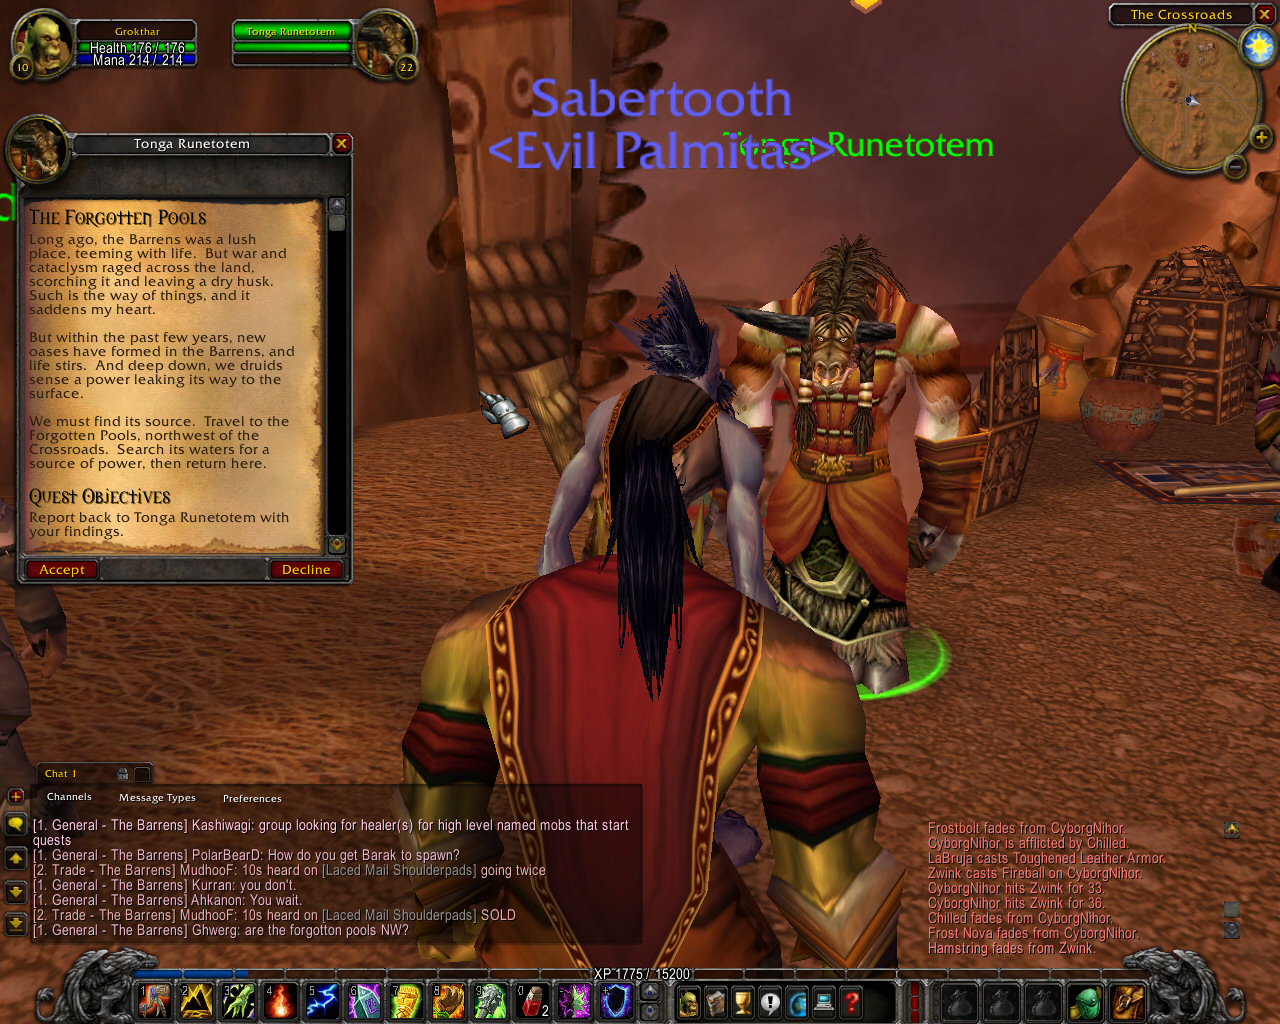 Grokthar
Health 176 / 176
Mana 214 / 214
10
Tonga Runetotem
22
The Crossroads
N
Sabertooth
<Evil Palmitas>
Tonga Runetotem
Tonga Runetotem
d
The Forgotten Pools
Long ago, the Barrens was a lush
place, teeming with life. But war and
cataclysm raged across the land,
scorching it and leaving a dry husk.
Such is the way of things, and it
saddens my heart.
But within the past few years, new
oases have formed in the Barrens, and
life stirs. And deep down, we druids
sense a power leaking its way to the
surface.
We must find its source. Travel to the
Forgotten Pools, northwest of the
Crossroads. Search its waters for a
source of power, then return here.
Quest Objectives
Report back to Tonga Runetotem with
your findings.
Accept
Decline
Chat 1
Channels Message Types Preferences
[1. General - The Barrens] Kashiwagi: group looking for healer(s) for high level named mobs that start
quests
[1. General - The Barrens] PolarBearD: How do you get Barak to spawn?
[2. Trade - The Barrens] MudhooF: 10s heard on [Laced Mail Shoulderpads] going twice
[1. General - The Barrens] Kurran: you don't.
[1. General - The Barrens] Ahkanon: You wait.
[2. Trade - The Barrens] MudhooF: 10s heard on [Laced Mail Shoulderpads] SOLD
[1. General - The Barrens] Ghwerg: are the forgotton pools NW?
Frostbolt fades from CyborgNihor.
CyborgNihor is afflicted by Chilled.
LaBruja casts Toughened Leather Armor.
Zwink casts Fireball on CyborgNihor.
CyborgNihor hits Zwink for 33.
CyborgNihor hits Zwink for 36.
Chilled fades from CyborgNihor.
Frost Nova fades from CyborgNihor.
Hamstring fades from Zwink.
XP 1775 / 15200
1 2 3 4 5 6 7 8 9 0 - +
2